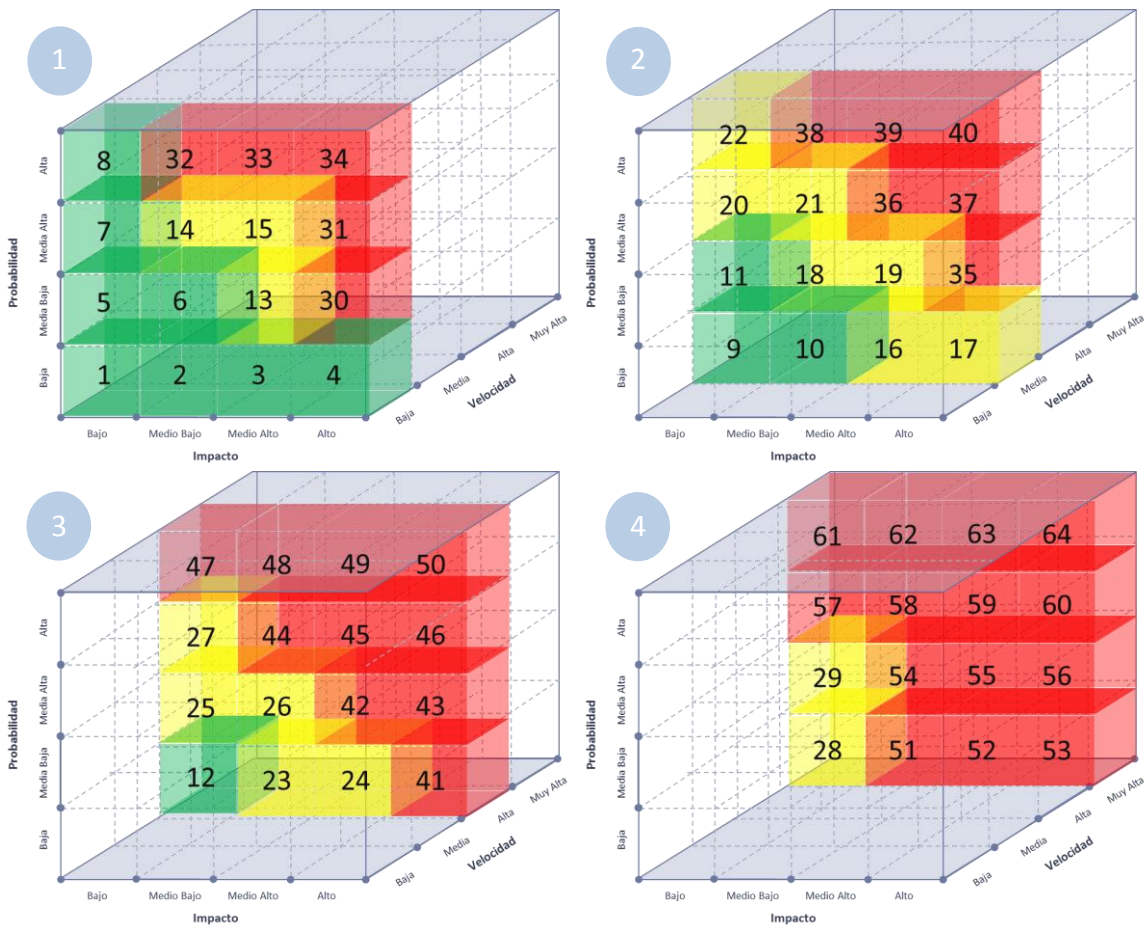 1
8 32 33 34
7 14 15 31
5 6 13 30
1 2 3 4
Probabilidad
Alta
Media Alta
Media Baja
Baja
Bajo Medio Bajo Medio Alto Alto
Impacto
Baja
Media
Alta
Muy Alta
Velocidad
2
22 38 39 40
20 21 36 37
11 18 19 35
9 10 16 17
Probabilidad
Alta
Media Alta
Media Baja
Baja
Bajo Medio Bajo Medio Alto Alto
Impacto
Baja
Media
Alta
Muy Alta
Velocidad
3
47 48 49 50
27 44 45 46
25 26 42 43
12 23 24 41
Probabilidad
Alta
Media Alta
Media Baja
Baja
Bajo Medio Bajo Medio Alto Alto
Impacto
Baja
Media
Alta
Muy Alta
Velocidad
4
61 62 63 64
57 58 59 60
29 54 55 56
28 51 52 53
Probabilidad
Alta
Media Alta
Media Baja
Baja
Bajo Medio Bajo Medio Alto Alto
Impacto
Baja
Media
Alta
Muy Alta
Velocidad